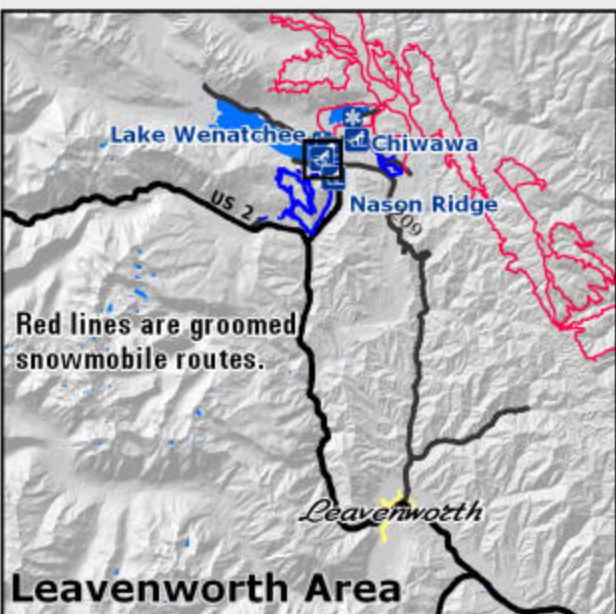 Lake Wenatchee
Chiwawa
US 2
Nason Ridge
209
Red lines are groomed
snowmobile routes.
Leavenworth
Leavenworth Area